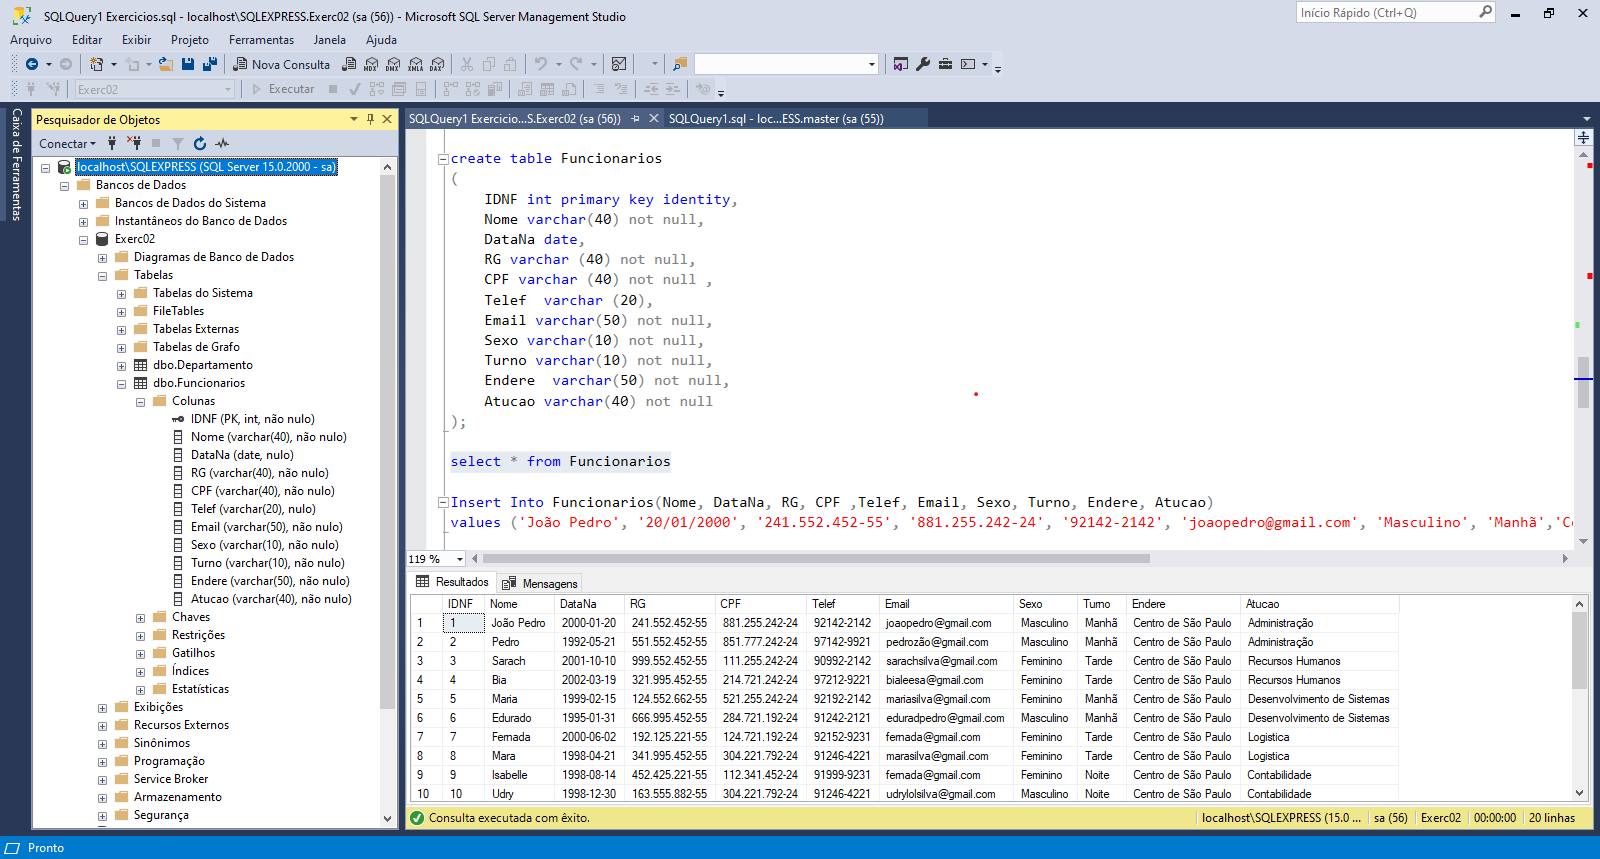 SQLQuery1 Exercicios.sql - localhost\SQLEXPRESS.Exerc02 (sa (56)) - Microsoft SQL Server Management Studio
Início Rápido (Ctrl+Q)
Arquivo Editar Exibir Projeto Ferramentas Janela Ajuda
Nova Consulta MDX DMX XMLA DAX
Exerc02 Executar
Caixa de Ferramentas
Pesquisador de Objetos
Conectar
localhost\SQLEXPRESS (SQL Server 15.0.2000 - sa)
Bancos de Dados
Bancos de Dados do Sistema
Instantâneos do Banco de Dados
Exerc02
Diagramas de Banco de Dados
Tabelas
Tabelas do Sistema
FileTables
Tabelas Externas
Tabelas de Grafo
dbo.Departamento
dbo.Funcionarios
Colunas
IDNF (PK, int, não nulo)
Nome (varchar(40), não nulo)
DataNa (date, nulo)
RG (varchar(40), não nulo)
CPF (varchar(40), não nulo)
Telef (varchar(20), nulo)
Email (varchar(50), não nulo)
Sexo (varchar(10), não nulo)
Turno (varchar(10), não nulo)
Endere (varchar(50), não nulo)
Atucao (varchar(40), não nulo)
Chaves
Restrições
Gatilhos
Índices
Estatísticas
Exibições
Recursos Externos
Sinônimos
Programação
Service Broker
Armazenamento
Segurança
SQLQuery1 Exercicio...S.Exerc02 (sa (56)) SQLQuery1.sql - loc...ESS.master (sa (55))
create table Funcionarios
(
IDNF int primary key identity,
Nome varchar(40) not null,
DataNa date,
RG varchar (40) not null,
CPF varchar (40) not null ,
Telef  varchar (20),
Email varchar(50) not null,
Sexo varchar(10) not null,
Turno varchar(10) not null,
Endere  varchar(50) not null,
Atucao varchar(40) not null
);
select * from Funcionarios
Insert Into Funcionarios(Nome, DataNa, RG, CPF ,Telef, Email, Sexo, Turno, Endere, Atucao)
values ('João Pedro', '20/01/2000', '241.552.452-55', '881.255.242-24', '92142-2142', 'joaopedro@gmail.com', 'Masculino', 'Manhã','C
119 %
Resultados Mensagens
IDNF Nome DataNa RG CPF Telef Email Sexo Turno Endere Atucao
1 1 João Pedro 2000-01-20 241.552.452-55 881.255.242-24 92142-2142 joaopedro@gmail.com Masculino Manhã Centro de São Paulo Administração
2 2 Pedro 1992-05-21 551.552.452-55 851.777.242-24 97142-9921 pedrozão@gmail.com Masculino Manhã Centro de São Paulo Administração
3 3 Sarach 2001-10-10 999.552.452-55 111.255.242-24 90992-2142 sarachsilva@gmail.com Feminino Tarde Centro de São Paulo Recursos Humanos
4 4 Bia 2002-03-19 321.995.452-55 214.721.242-24 97212-9221 bialeesa@gmail.com Feminino Tarde Centro de São Paulo Recursos Humanos
5 5 Maria 1999-02-15 124.552.662-55 521.255.242-24 92192-2142 mariasilva@gmail.com Feminino Manhã Centro de São Paulo Desenvolvimento de Sistemas
6 6 Edurado 1995-01-31 666.995.452-55 284.721.192-24 91242-2121 eduradpedro@gmail.com Masculino Manhã Centro de São Paulo Desenvolvimento de Sistemas
7 7 Fernada 2000-06-02 192.125.221-55 124.721.192-24 92152-9231 fernada@gmail.com Feminino Tarde Centro de São Paulo Logistica
8 8 Mara 1998-04-21 341.995.452-55 304.221.792-24 91246-4221 marasilva@gmail.com Feminino Tarde Centro de São Paulo Logistica
9 9 Isabelle 1998-08-14 452.425.221-55 112.341.452-24 91999-9231 fernada@gmail.com Feminino Noite Centro de São Paulo Contabilidade
10 10 Udry 1998-12-30 163.555.882-55 304.221.792-24 91246-4221 udrylolsilva@gmail.com Masculino Noite Centro de São Paulo Contabilidade
Consulta executada com êxito. localhost\SQLEXPRESS (15.0 ... sa (56) Exerc02 00:00:00 20 linhas
Pronto